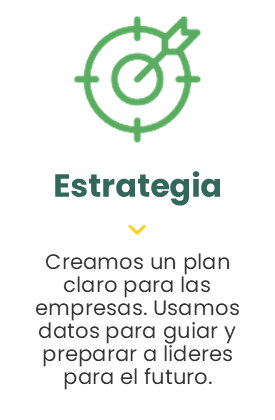 Estrategia
Creamos un plan
claro para las
empresas. Usamos
datos para guiar y
preparar a lideres
para el futuro.